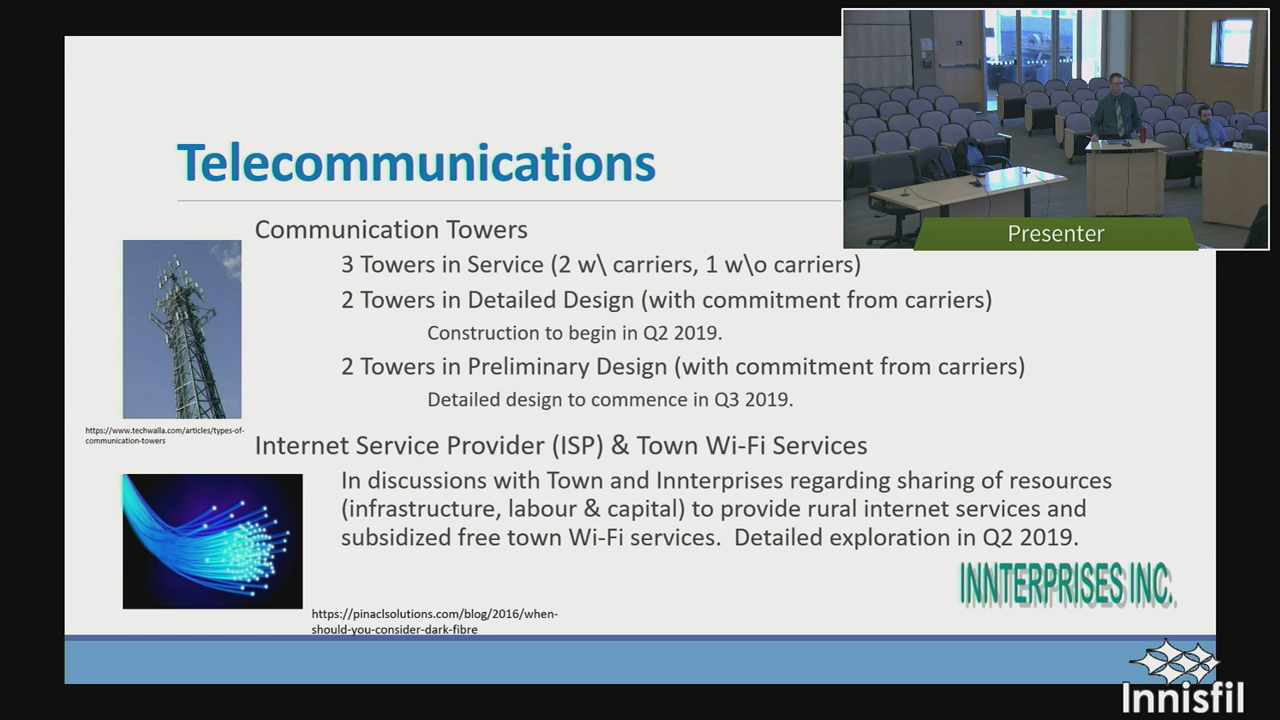 Telecommunications
Communication Towers
3 Towers in Service (2 w\ carriers, 1 w\o carriers)
2 Towers in Detailed Design (with commitment from carriers)
Construction to begin in Q2 2019.
2 Towers in Preliminary Design (with commitment from carriers)
Detailed design to commence in Q3 2019.
https://www.techwalla.com/articles/types-of-
communication-towers
Internet Service Provider (ISP) & Town Wi-Fi Services
In discussions with Town and Innterprises regarding sharing of resources
(infrastructure, labour & capital) to provide rural internet services and
subsidized free town Wi-Fi services.  Detailed exploration in Q2 2019.
INNTERPRISES INC.
https://pinaclsolutions.com/blog/2016/when-
should-you-consider-dark-fibre
Presenter
Innisfil